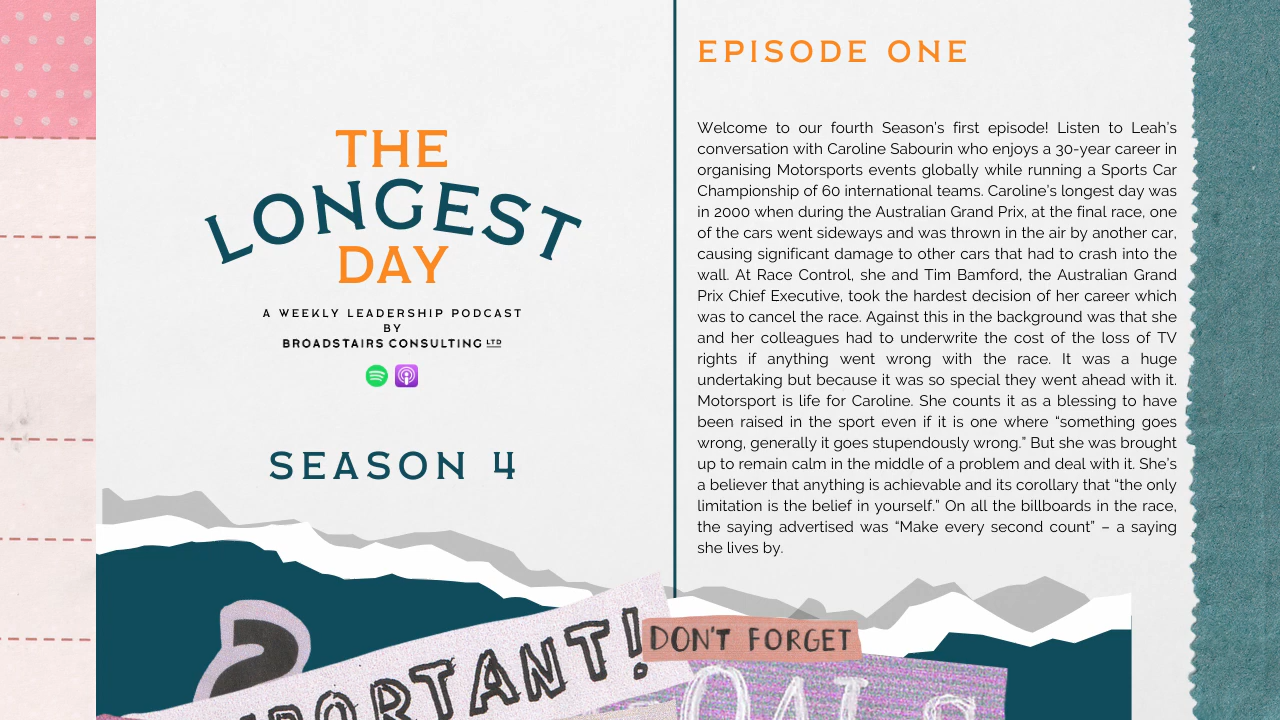 THE
LONGEST
DAY
A WEEKLY LEADERSHIP PODCAST
BY
BROADSTAIRS CONSULTING LTD
SEASON 4
EPISODE ONE
Welcome to our fourth Season's first episode! Listen to Leah's
conversation with Caroline Sabourin who enjoys a 30-year career in
organising Motorsports events globally while running a Sports Car
Championship of 60 international teams. Caroline's longest day was
in 2000 when during the Australian Grand Prix, at the final race, one
of the cars went sideways and was thrown in the air by another car,
causing significant damage to other cars that had to crash into the
wall. At Race Control, she and Tim Bamford, the Australian Grand
Prix Chief Executive, took the hardest decision of her career which
was to cancel the race. Against this in the background was that she
and her colleagues had to underwrite the cost of the loss of TV
rights if anything went wrong with the race. It was a huge
undertaking but because it was so special they went ahead with it.
Motorsport is life for Caroline. She counts it as a blessing to have
been raised in the sport even if it is one where “something goes
wrong, generally it goes stupendously wrong.” But she was brought
up to remain calm in the middle of a problem and deal with it. She's
a believer that anything is achievable and its corollary that “the only
limitation is the belief in yourself.” On all the billboards in the race,
the saying advertised was “Make every second count” – a saying
she lives by.
PORTANT!
DON'T FORGET
OALS